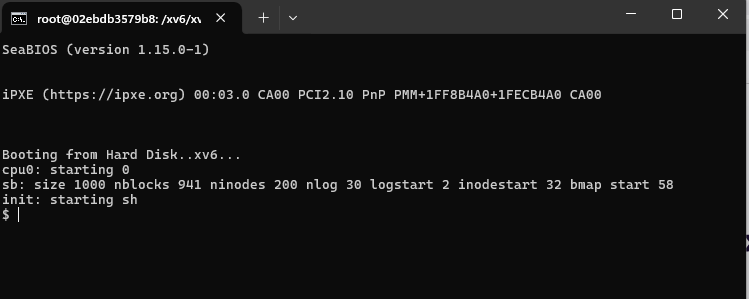 root@02ebdb3579b8: /xv6/xv
SeaBIOS (version 1.15.0-1)
iPXE (https://ipxe.org) 00:03.0 CA00 PCI2.10 PnP PMM+1FF8B4A0+1FECB4A0 CA00
Booting from Hard Disk..xv6...
cpu0: starting 0
sb: size 1000 nblocks 941 ninodes 200 nlog 30 logstart 2 inodestart 32 bmap start 58
init: starting sh
$